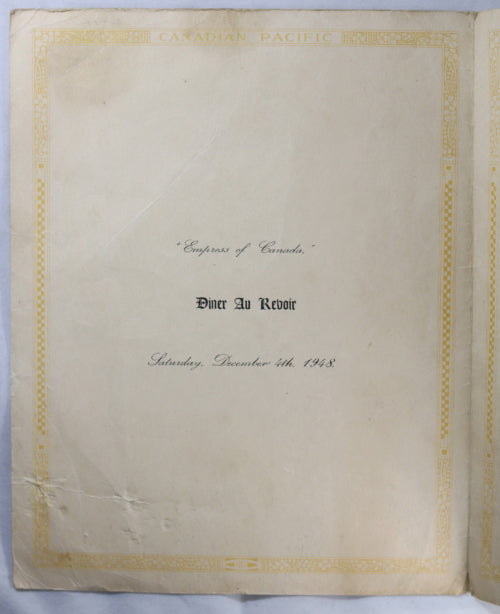 CANADIAN PACIFIC
"Empress of Canada,"
Diner Au Revoir
Saturday, December 4th, 1948.